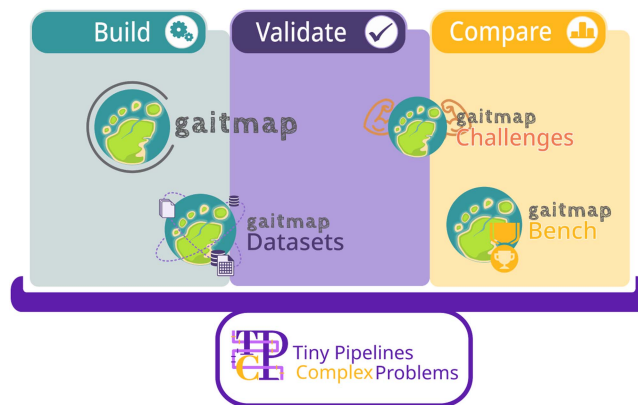 Build
Validate
Compare
gaitmap
gaitmap
Challenges
gaitmap
Datasets
gaitmap
Bench
TPCP
Tiny Pipelines
Complex Problems